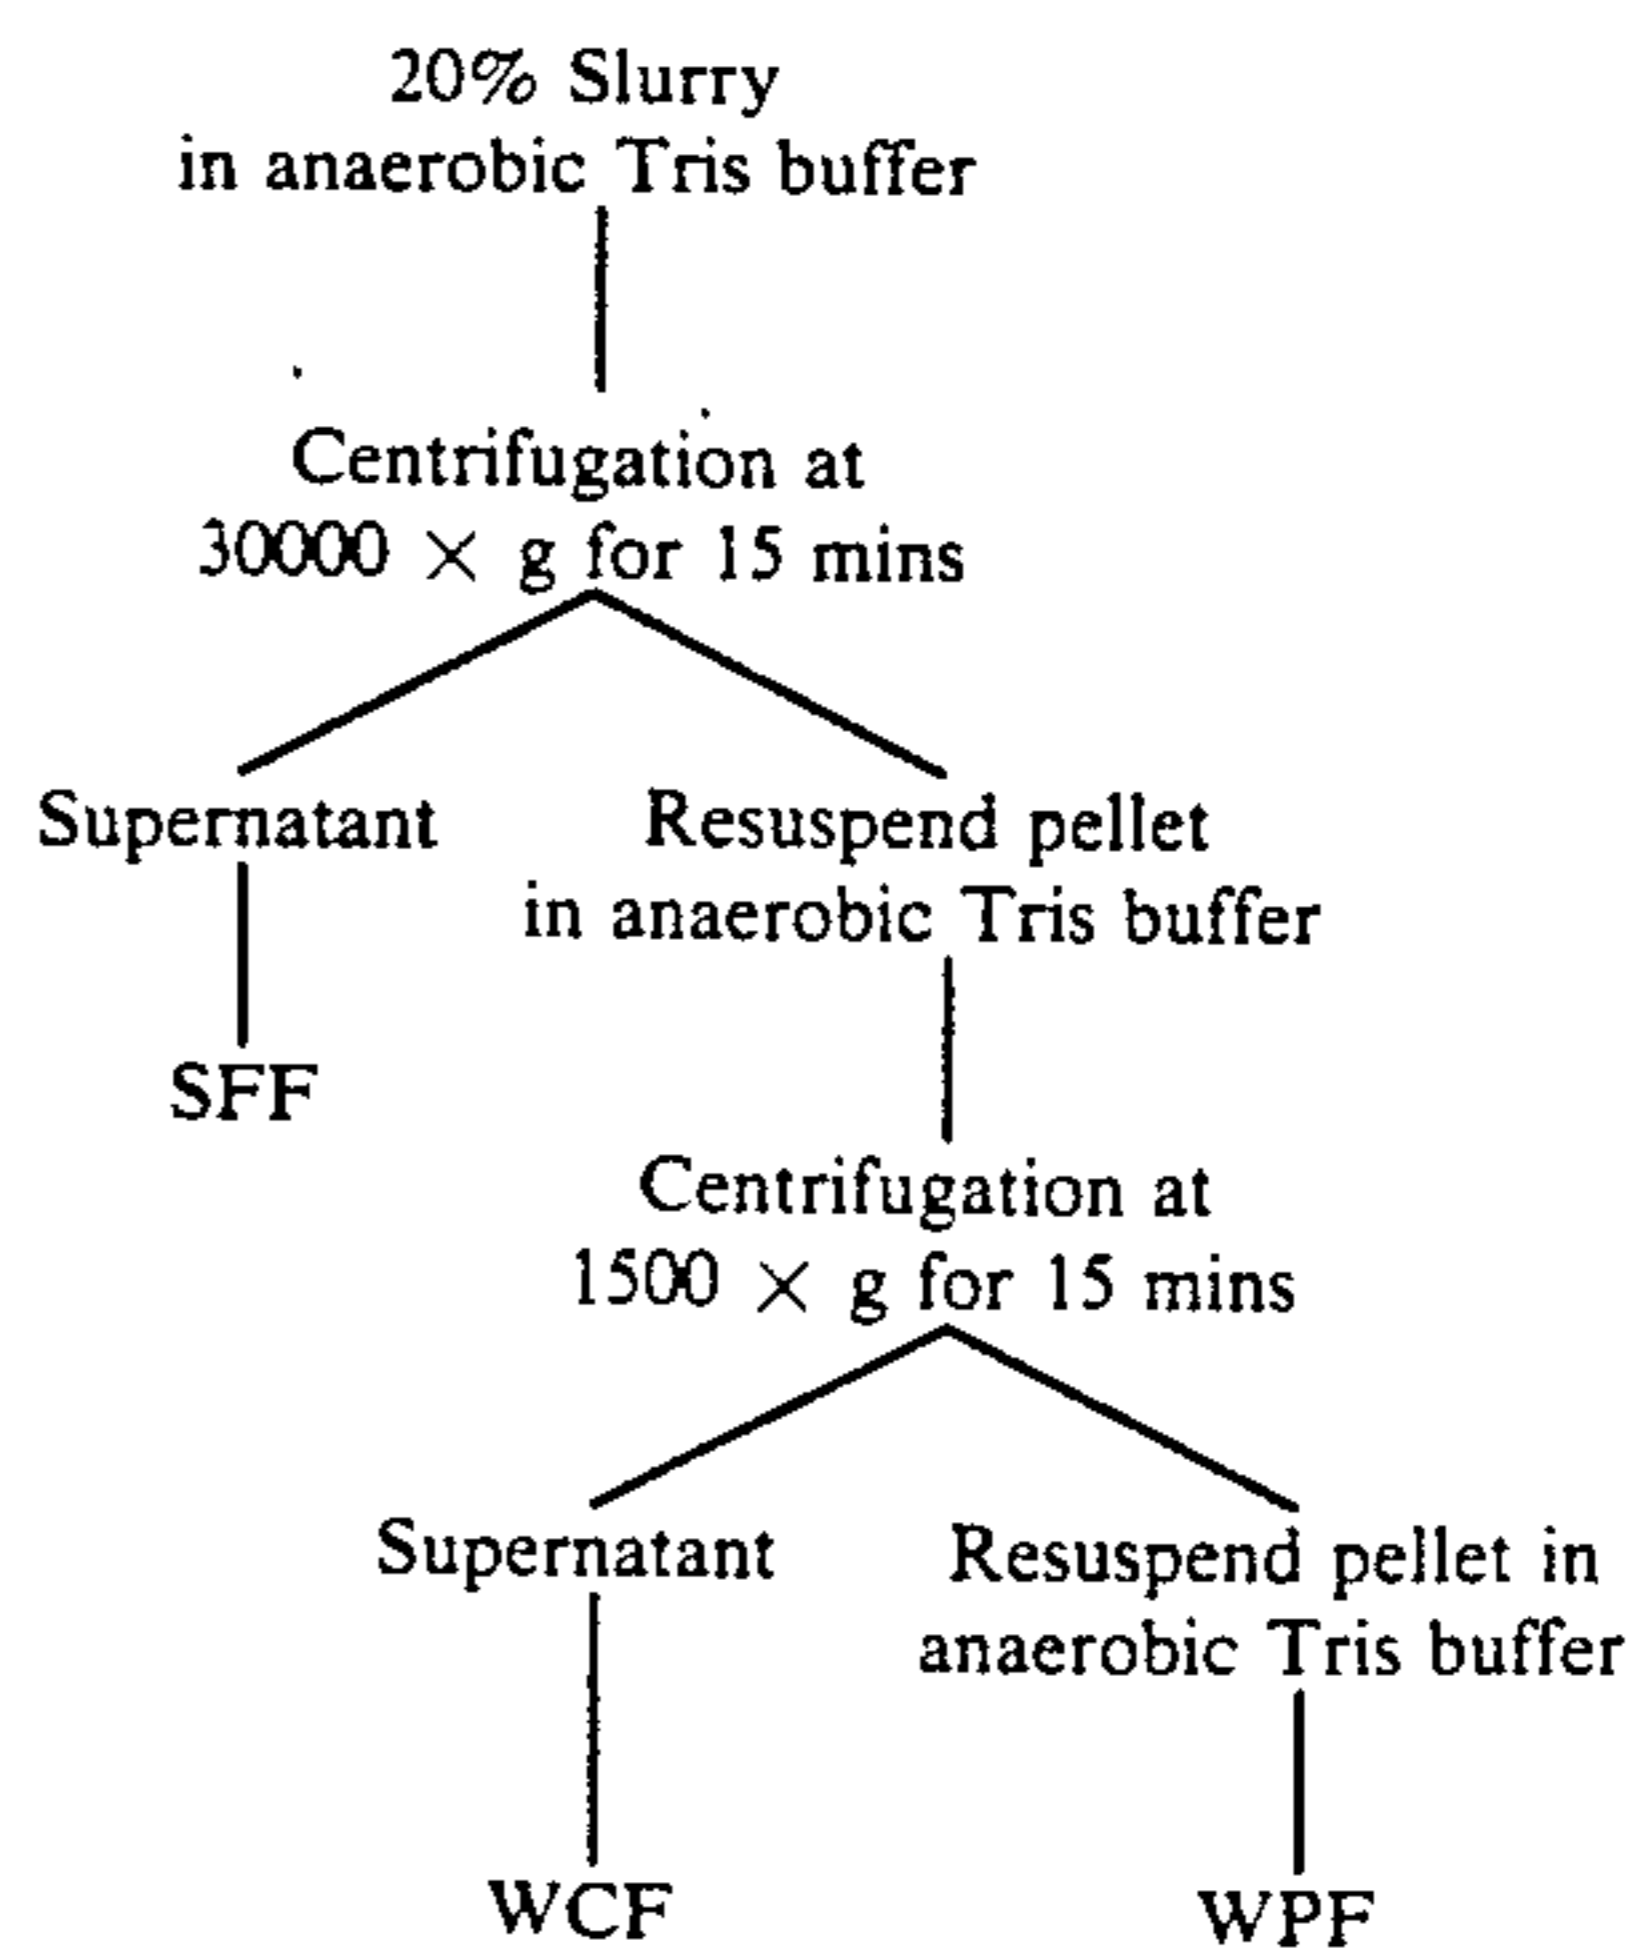 20% Slurry
in anaerobic Tris buffer
Centrifugation at
30000 × g for 15 mins
Supernatant
Resuspend pellet
in anaerobic Tris buffer
SFF
Centrifugation at
1500 × g for 15 mins
Supernatant
Resuspend pellet in
anaerobic Tris buffer
WCF
WPF